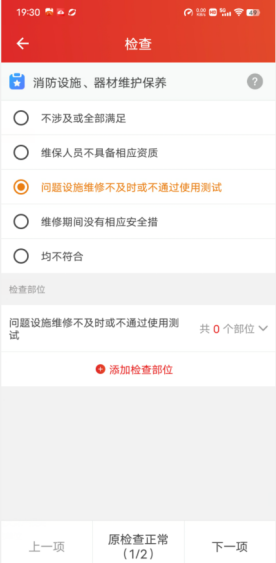 19:30
检查
消防设施、器材维护保养
?
不涉及或全部满足
维保人员不具备相应资质
问题设施维修不及时或不通过使用测试
维修期间没有相应安全措
均不符合
检查部位
问题设施维修不及时或不通过使用测
试
共 0 个部位
添加检查部位
上一项
原检查正常
(1/2)
下一项